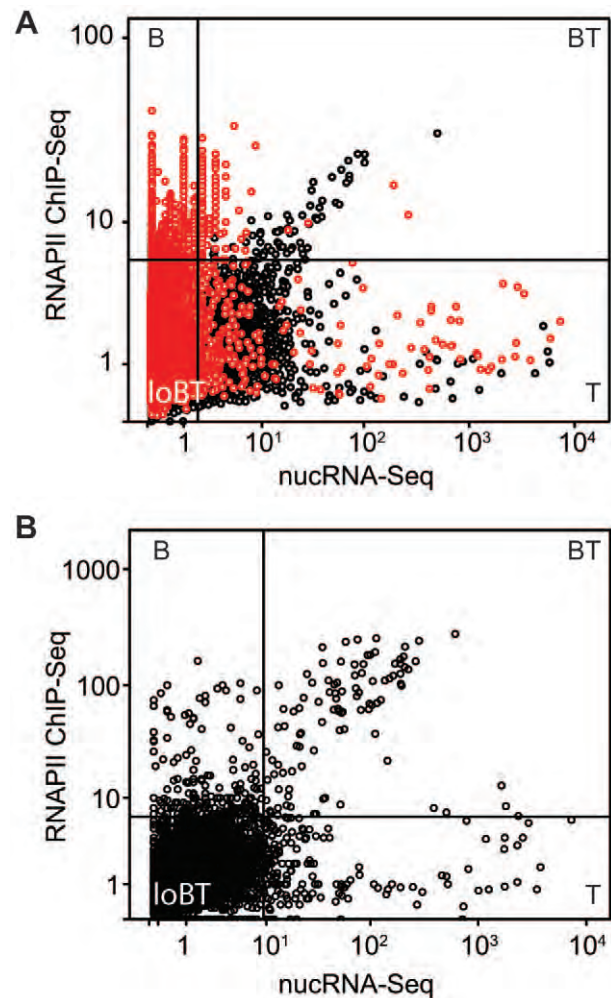 A
B BT
100
10
1
RNAPII ChIP-Seq
loBT T
1 10¹ 10² 10³ 10⁴
nucRNA-Seq
B
B BT
1000
100
10
1
RNAPII ChIP-Seq
loBT T
1 10¹ 10² 10³ 10⁴
nucRNA-Seq